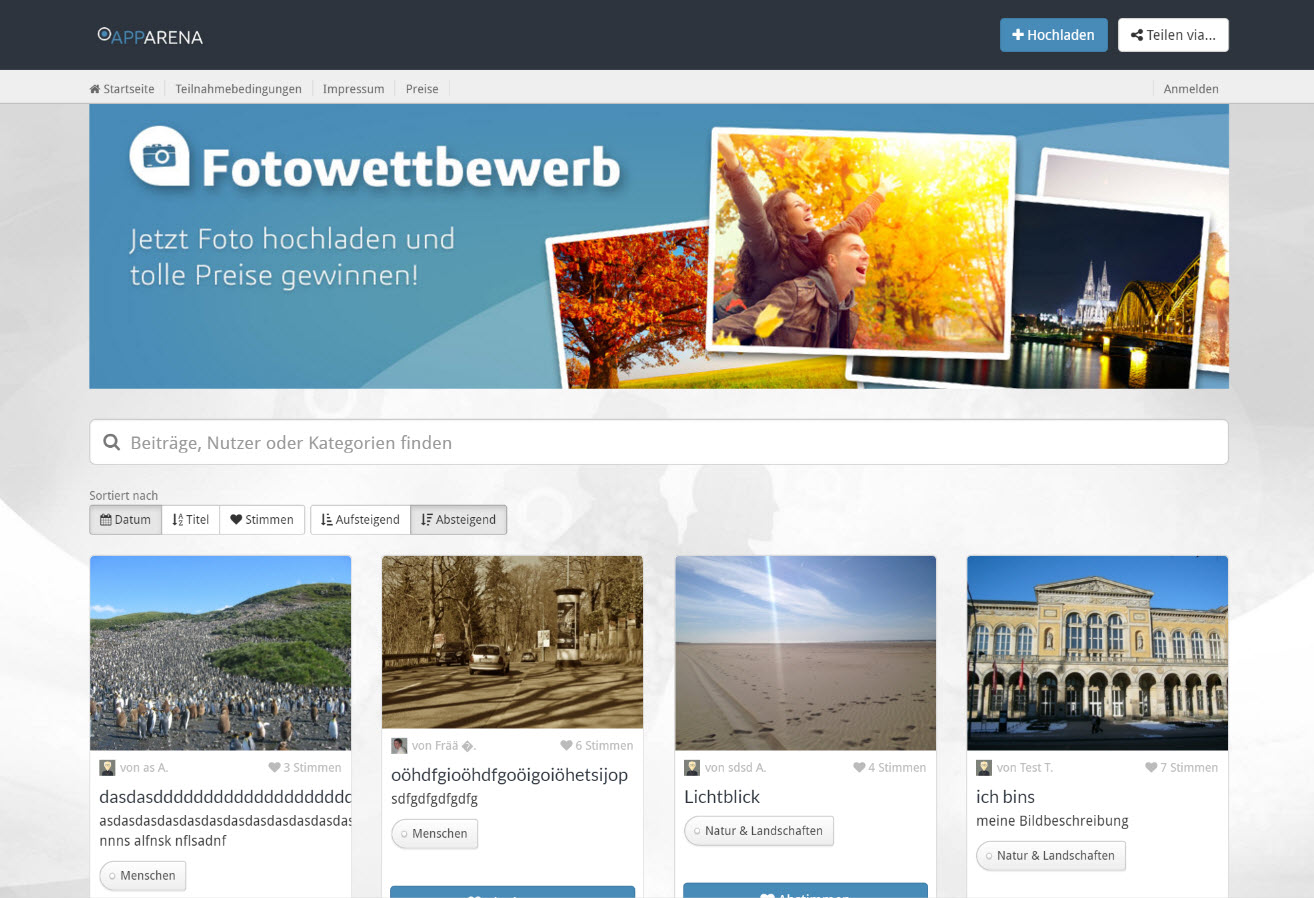 APPARENA
Hochladen
Teilen via...
Startseite
Teilnahmebedingungen
Impressum
Preise
Anmelden
Fotowettbewerb
Jetzt Foto hochladen und
tolle Preise gewinnen!
Beiträge, Nutzer oder Kategorien finden
Sortiert nach
Datum
Titel
Stimmen
Aufsteigend
Absteigend
von as A.
3 Stimmen
dasdasddddddddddddddddddddd
asdasdasdasdasdasdasdasdasdasdasdas
nnns alfnsk nflsadnf
Menschen
von Frää �.
6 Stimmen
oöhdfgioöhdfgoöigoiöhetsijop
sdfgdfgdfgdfg
Menschen
von sdsd A.
4 Stimmen
Lichtblick
Natur & Landschaften
Abstimmen
von Test T.
7 Stimmen
ich bins
meine Bildbeschreibung
Natur & Landschaften